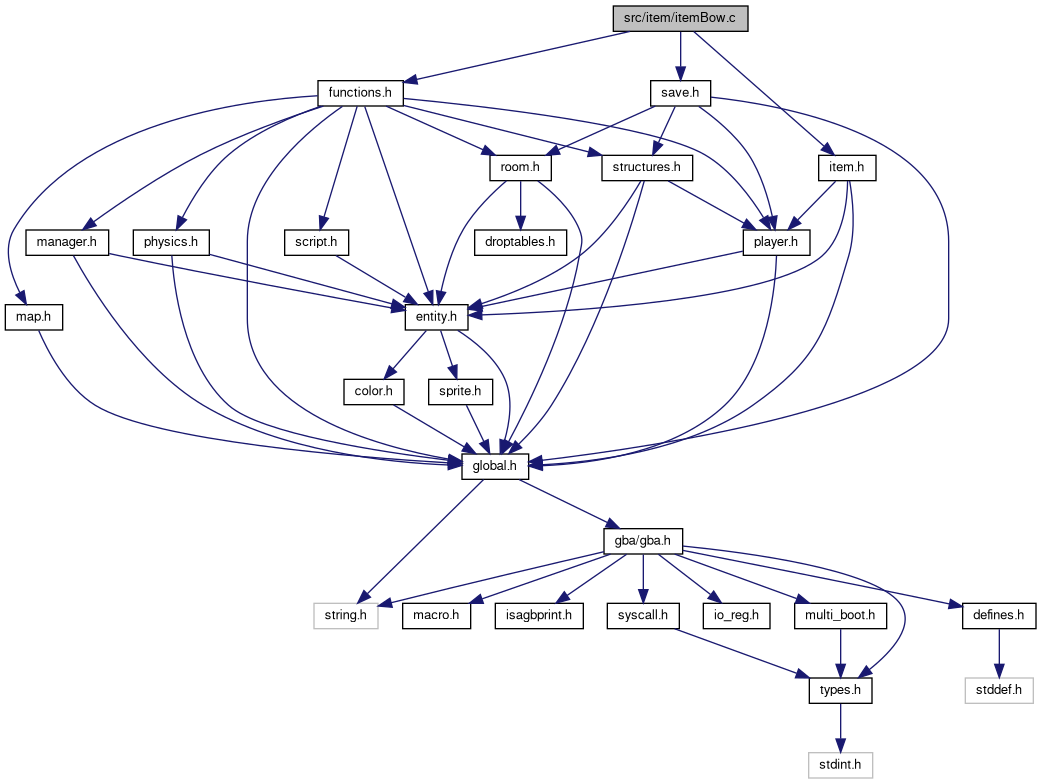 src/item/itemBow.c
functions.h
save.h
room.h
structures.h
item.h
manager.h
physics.h
script.h
droptables.h
player.h
map.h
entity.h
color.h
sprite.h
global.h
gba/gba.h
string.h
macro.h
isagbprint.h
syscall.h
io_reg.h
multi_boot.h
defines.h
types.h
stddef.h
stdint.h